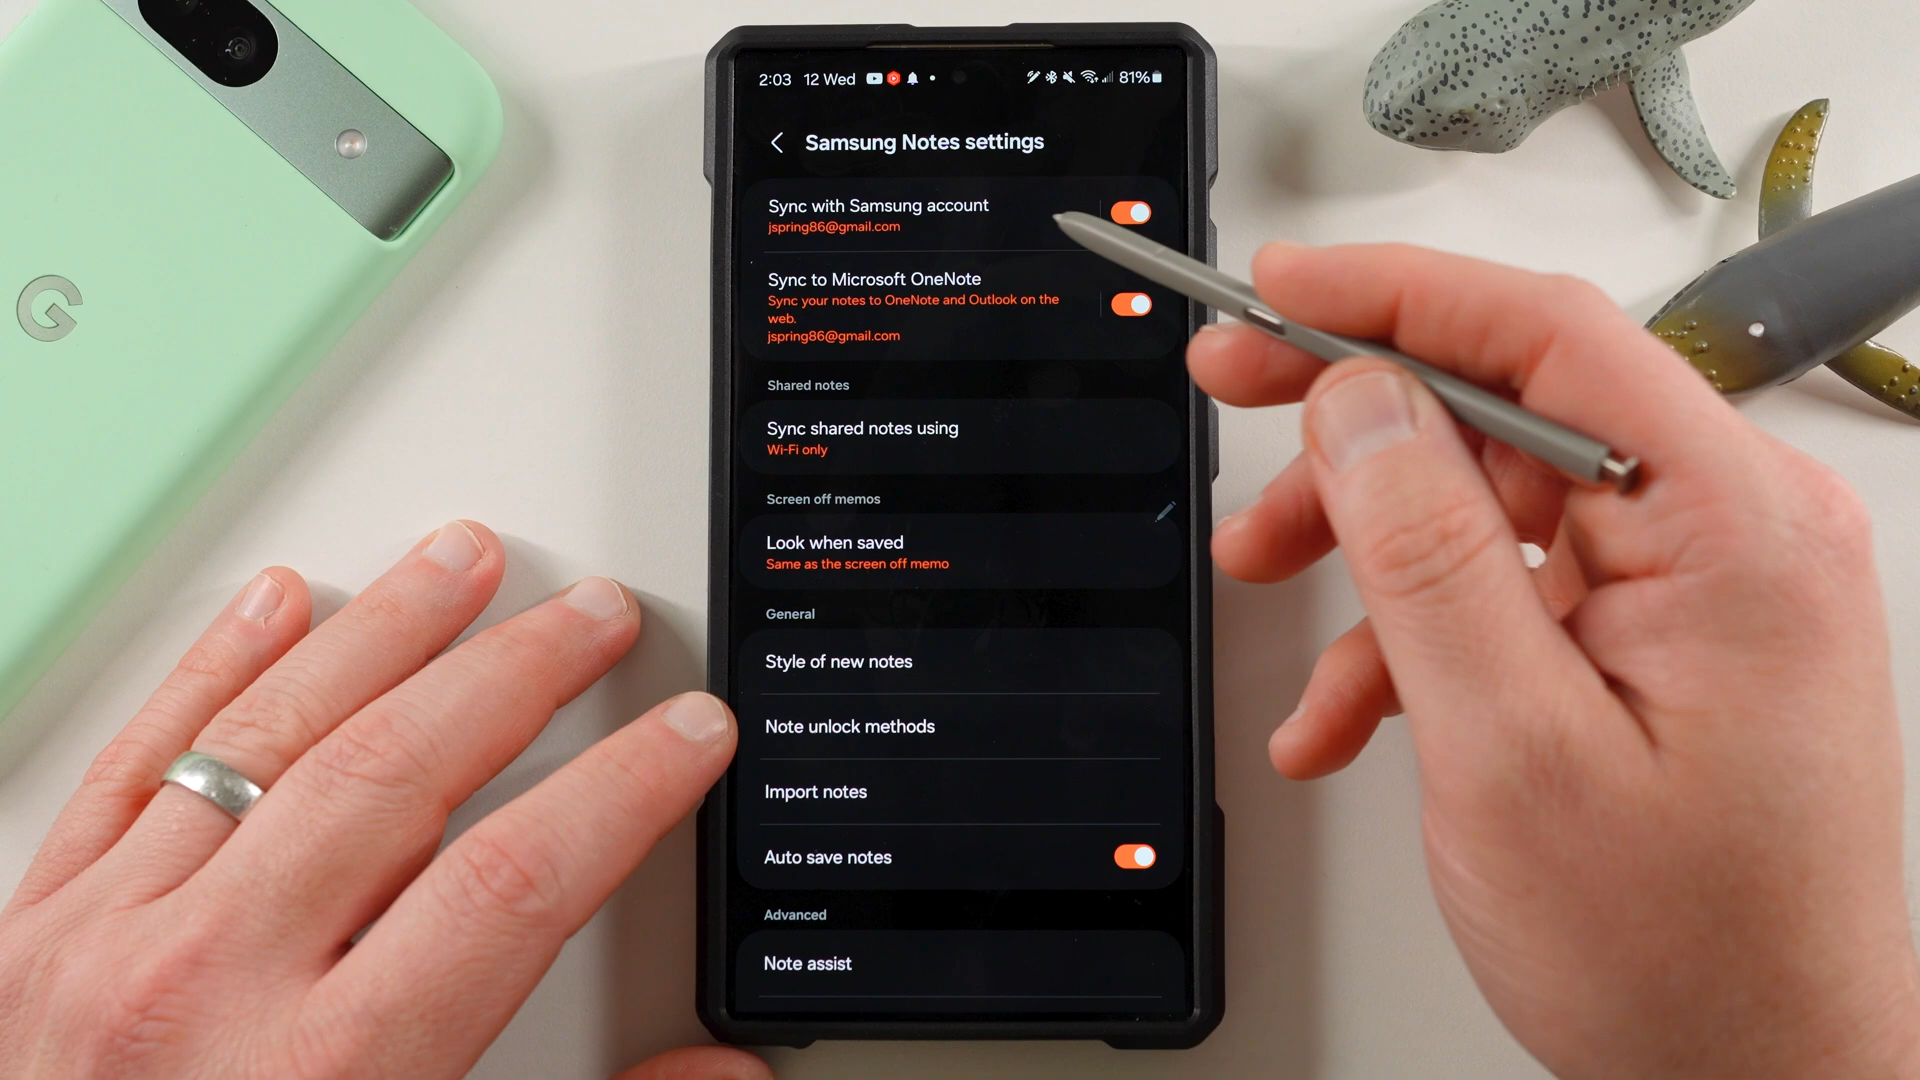 2:03 12 Wed 81%
Samsung Notes settings
Sync with Samsung account
jspring86@gmail.com
Sync to Microsoft OneNote
Sync your notes to OneNote and Outlook on the
web.
jspring86@gmail.com
Shared notes
Sync shared notes using
Wi-Fi only
Screen off memos
Look when saved
Same as the screen off memo
General
Style of new notes
Note unlock methods
Import notes
Auto save notes
Advanced
Note assist
G